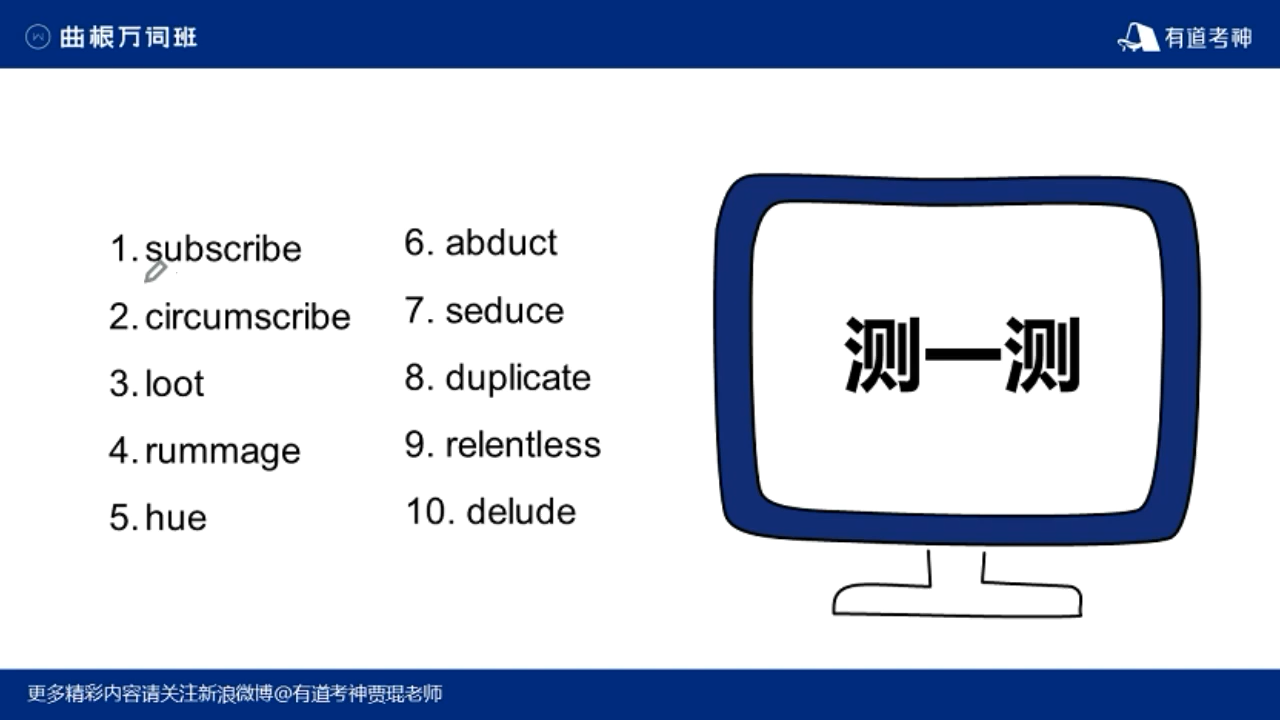 曲根万词班
有道考神
1. subscribe
2. circumscribe
3. loot
4. rummage
5. hue
6. abduct
7. seduce
8. duplicate
9. relentless
10. delude
测一测
更多精彩内容请关注新浪微博@有道考神贾琨老师